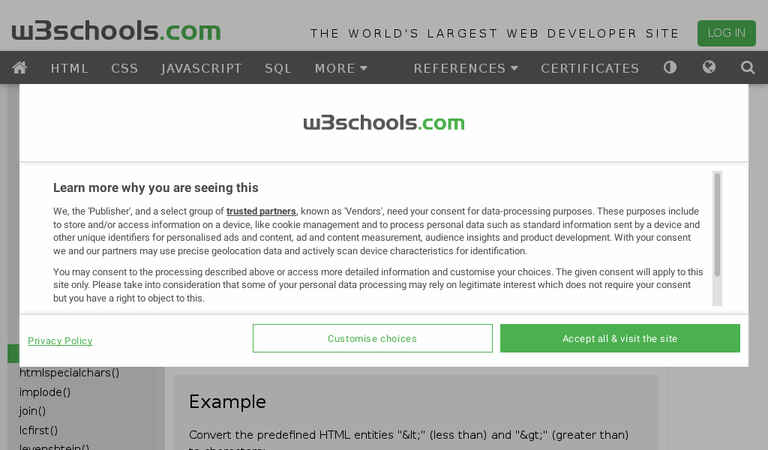 w3schools.com
THE WORLD'S LARGEST WEB DEVELOPER SITE
LOG IN
HTML CSS JAVASCRIPT SQL MORE REFERENCES CERTIFICATES
w3schools.com
Learn more why you are seeing this
We, the 'Publisher', and a select group of trusted partners, known as 'Vendors', need your consent for data-processing purposes. These purposes include
to store and/or access information on a device, like cookie management and to process personal data such as standard information sent by a device and
other unique identifiers for personalised ads and content, ad and content measurement, audience insights and product development. With your consent
we and our partners may use precise geolocation data and actively scan device characteristics for identification.
You may consent to the processing described above or access more detailed information and customise your choices. The given consent will apply to this
site only. Please take into consideration that some of your personal data processing may rely on legitimate interest which does not require your consent
but you have a right to object to this.
Privacy Policy
Customise choices
Accept all & visit the site
htmlspecialchars()
implode()
join()
lcfirst()
levenshtein()
Example
Convert the predefined HTML entities "&lt;" (less than) and "&gt;" (greater than)
to characters: